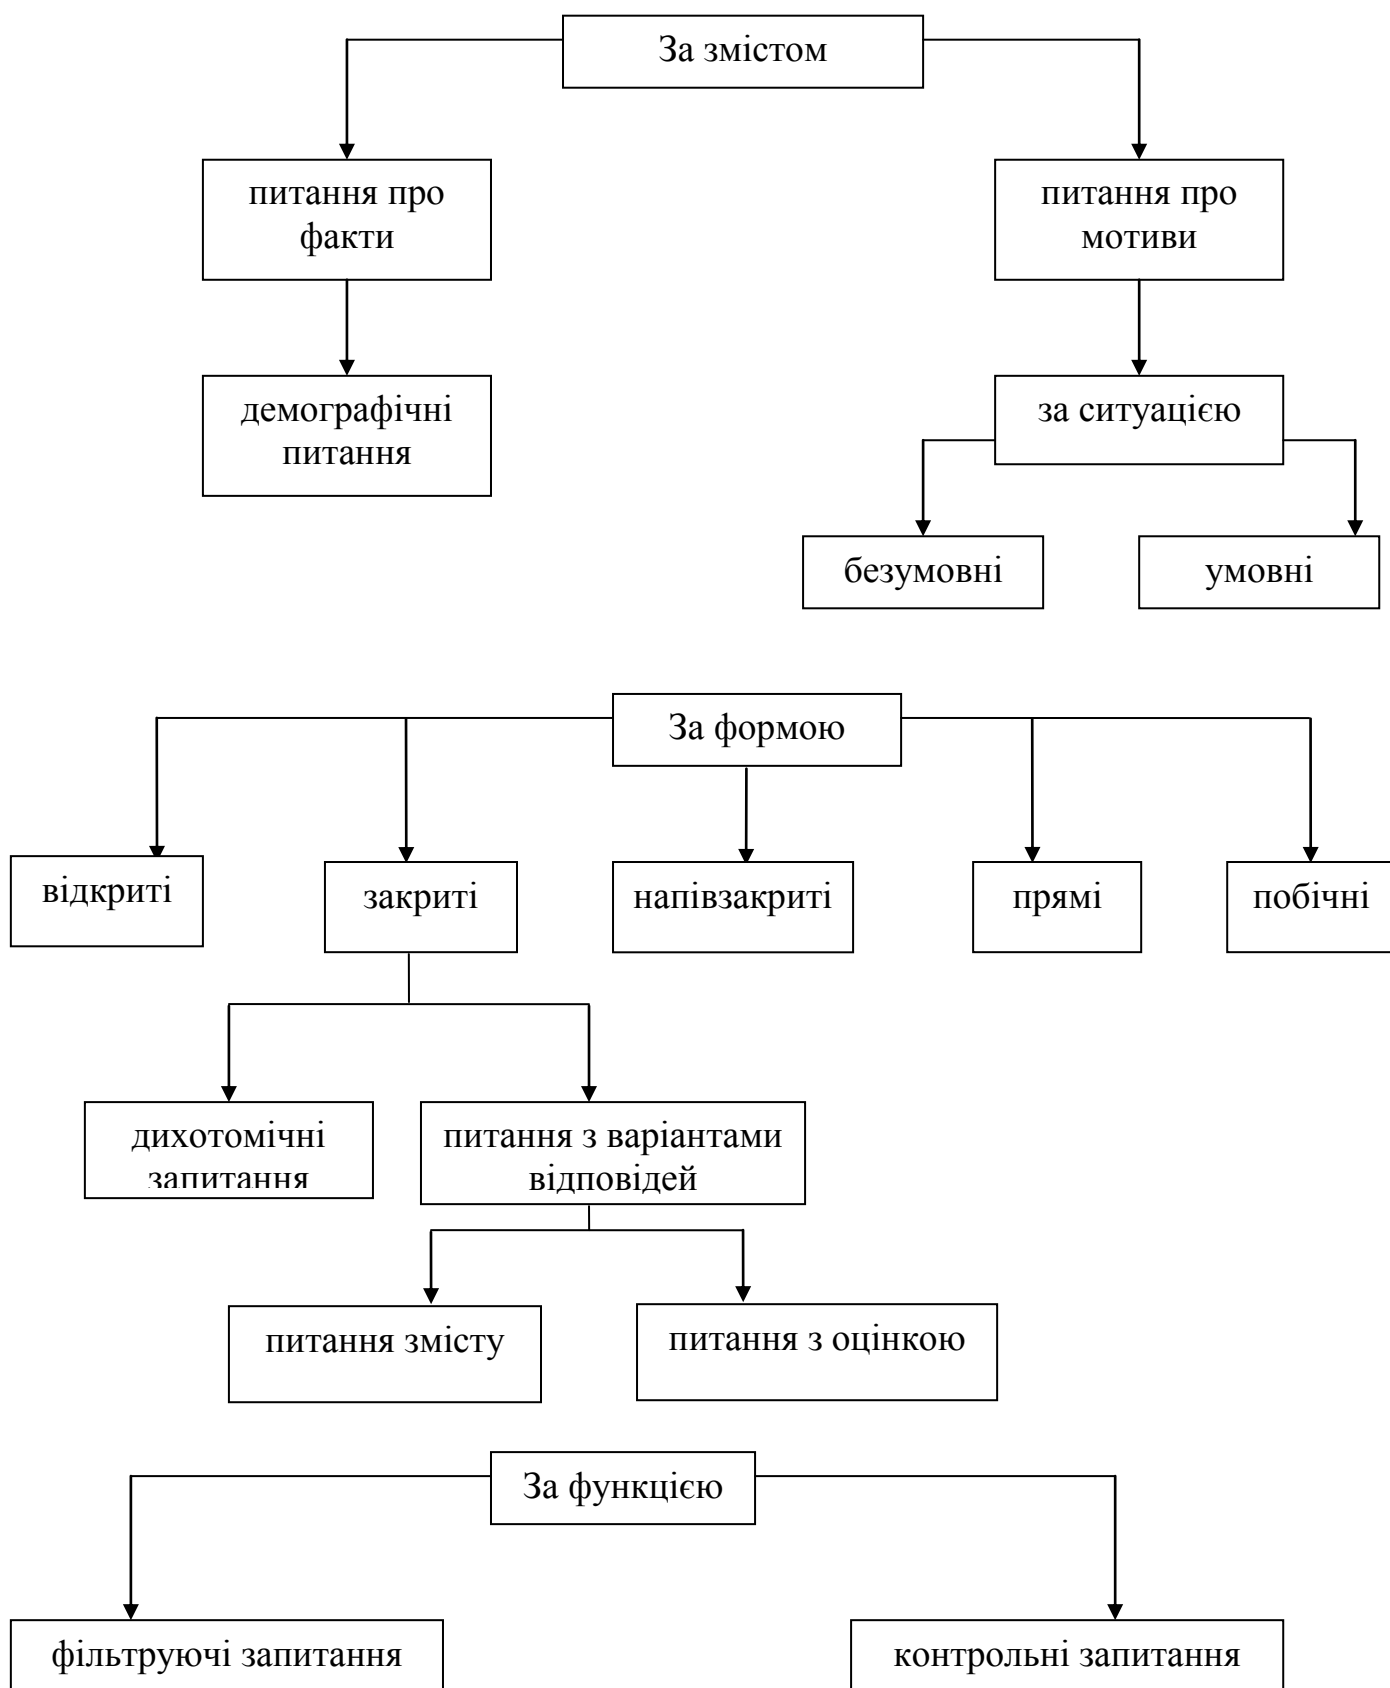 За змістом
питання про
факти
питання про
мотиви
демографічні
питання
за ситуацією
безумовні
умовні
За формою
відкриті
закриті
напівзакриті
прямі
побічні
дихотомічні
запитання
питання з варіантами
відповідей
питання змісту
питання з оцінкою
За функцією
фільтруючі запитання
контрольні запитання